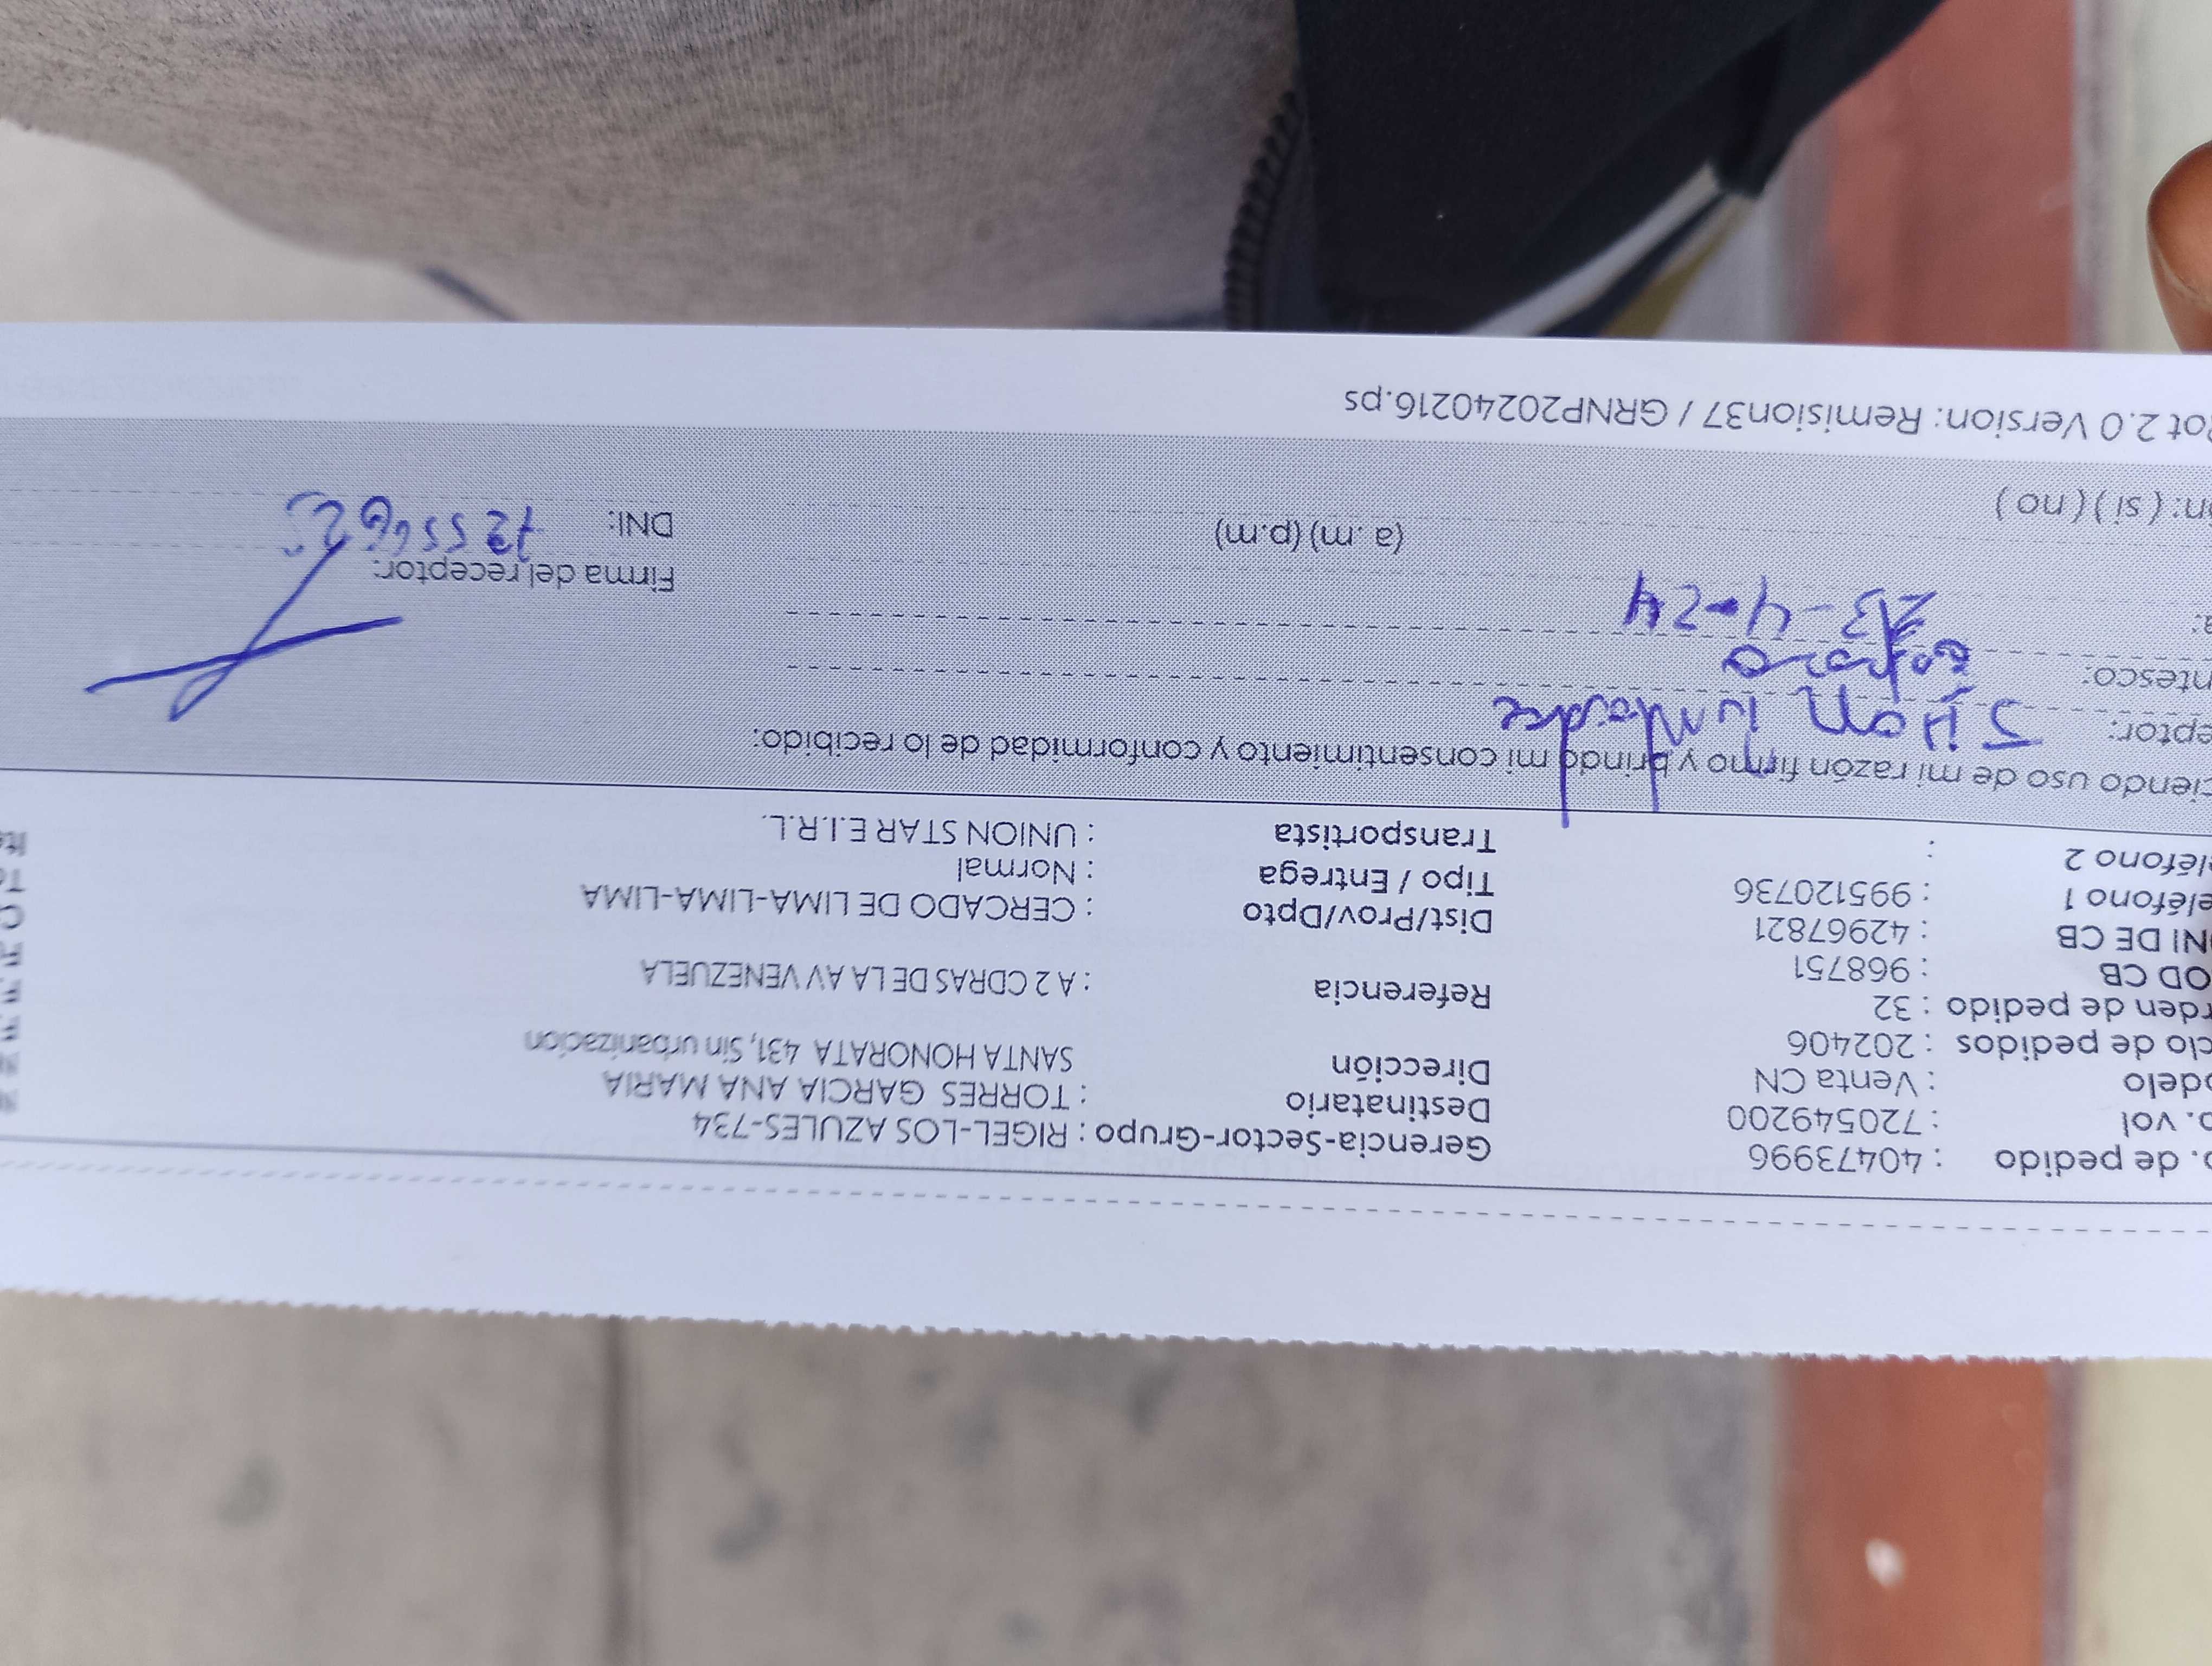 o. de pedido : 40473996 Gerencia-Sector-Grupo : RIGEL-LOS AZULES-734
o. vol : 720549200 Destinatario : TORRES GARCIA ANA MARIA
odelo : Venta CN Dirección SANTA HONORATA 431, Sin urbanizacion
clo de pedidos : 202406
rden de pedido : 32 Referencia : A 2 CDRAS DE LA AV VENEZUELA
OD CB : 968751
NI DE CB : 42967821 Dist/Prov/Dpto : CERCADO DE LIMA-LIMA-LIMA
eléfono 1 : 995120736 Tipo / Entrega : Normal
eléfono 2 : Transportista : UNION STAR E.I.R.L.
ciendo uso de mi razón firmo y brindo mi consentimiento y conformidad de lo recibido:
eptor:
ntesco:
a: 23-4-24
Firma del receptor:
(a.m) (p.m) DNI:
n: ( si ) ( no )
ot 2.0 Version: Remision37 / GRNP20240216.ps